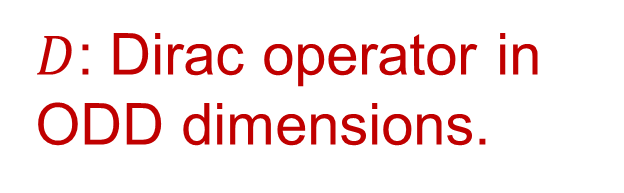 D: Dirac operator in
ODD dimensions.